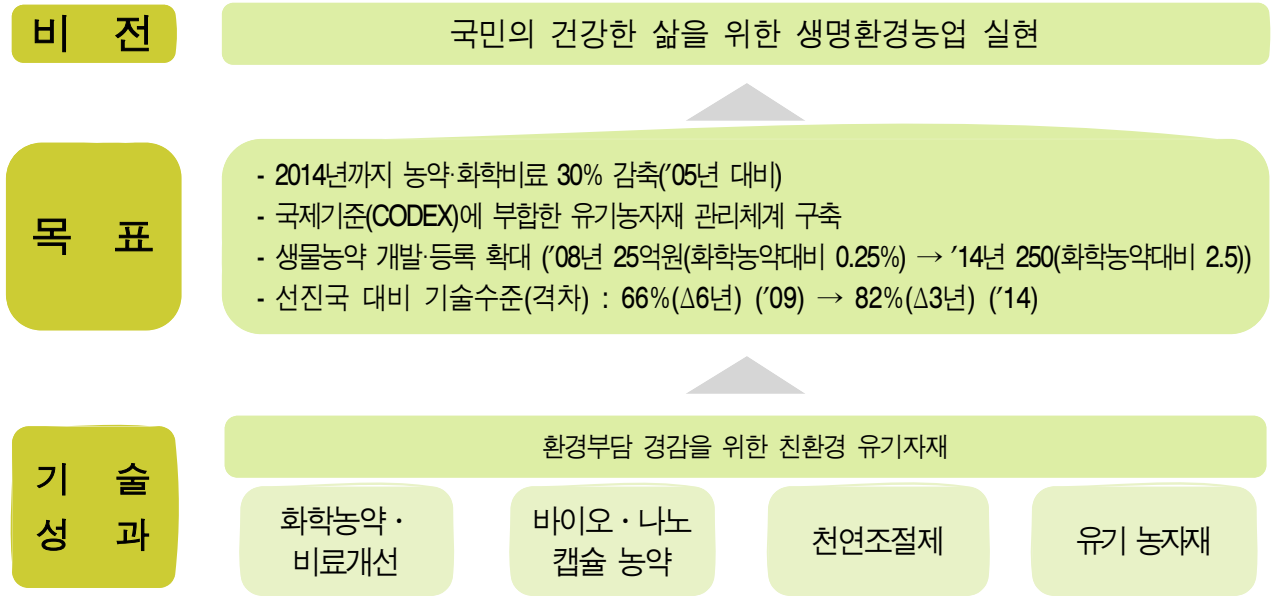 비 전
국민의 건강한 삶을 위한 생명환경농업 실현
목 표
- 2014년까지 농약·화학비료 30% 감축(′05년 대비)
- 국제기준(CODEX)에 부합한 유기농자재 관리체계 구축
- 생물농약 개발·등록 확대 (′08년 25억원(화학농약대비 0.25%) → ′14년 250(화학농약대비 2.5))
- 선진국 대비 기술수준(격차) : 66%(Δ6년) (′09) → 82%(Δ3년) (′14)
기 술
성 과
환경부담 경감을 위한 친환경 유기자재
화학농약·
비료개선
바이오·나노
캡슐 농약
천연조절제
유기 농자재